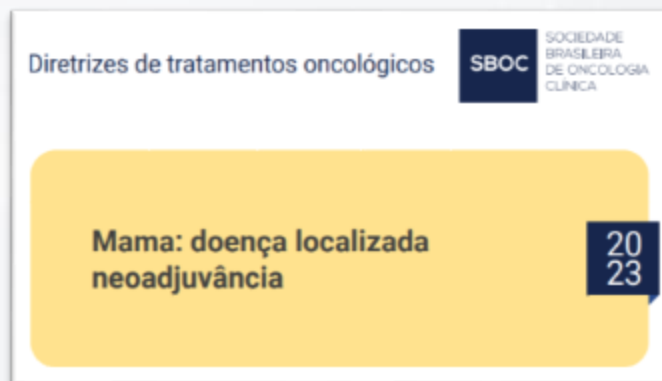 Diretrizes de tratamentos oncológicos
SBOC
SOCIEDADE
BRASILEIRA
DE ONCOLOGIA
CLÍNICA
Mama: doença localizada
neoadjuvância
20
23